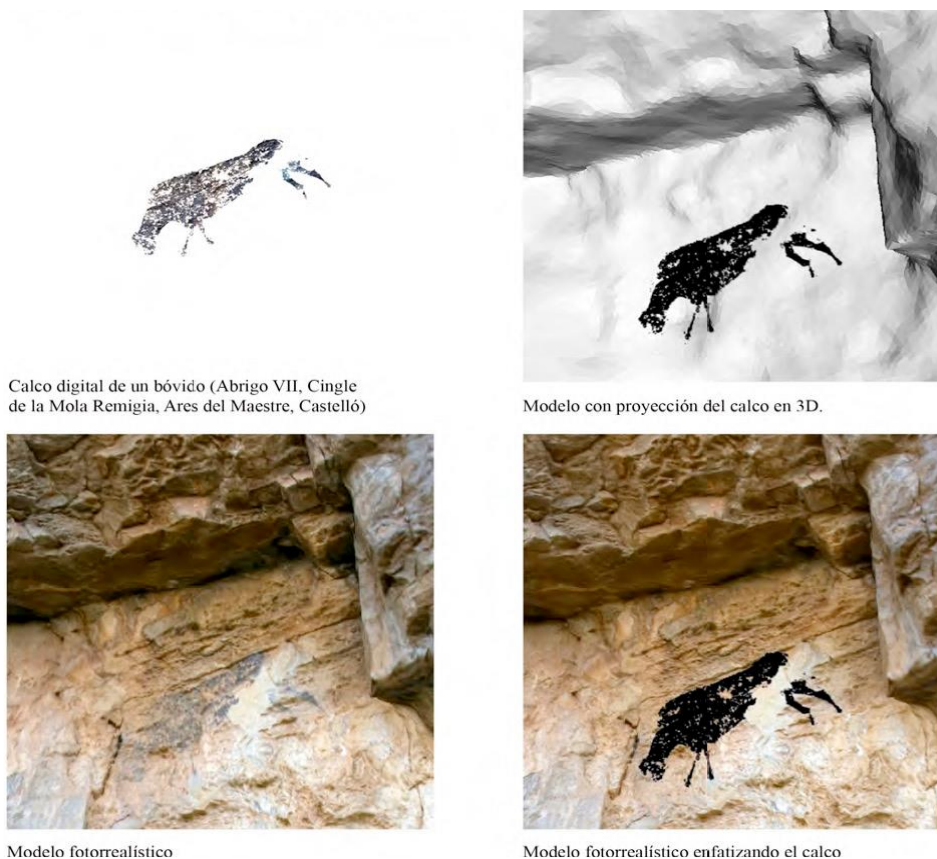 Calco digital de un bóvido (Abrigo VII, Cingle
de la Mola Remigia, Ares del Maestre, Castelló)
Modelo con proyección del calco en 3D.
Modelo fotorrealístico
Modelo fotorrealístico enfatizando el calco